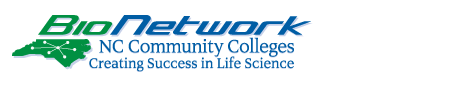 BioNetwork
NC Community Colleges
Creating Success in Life Science